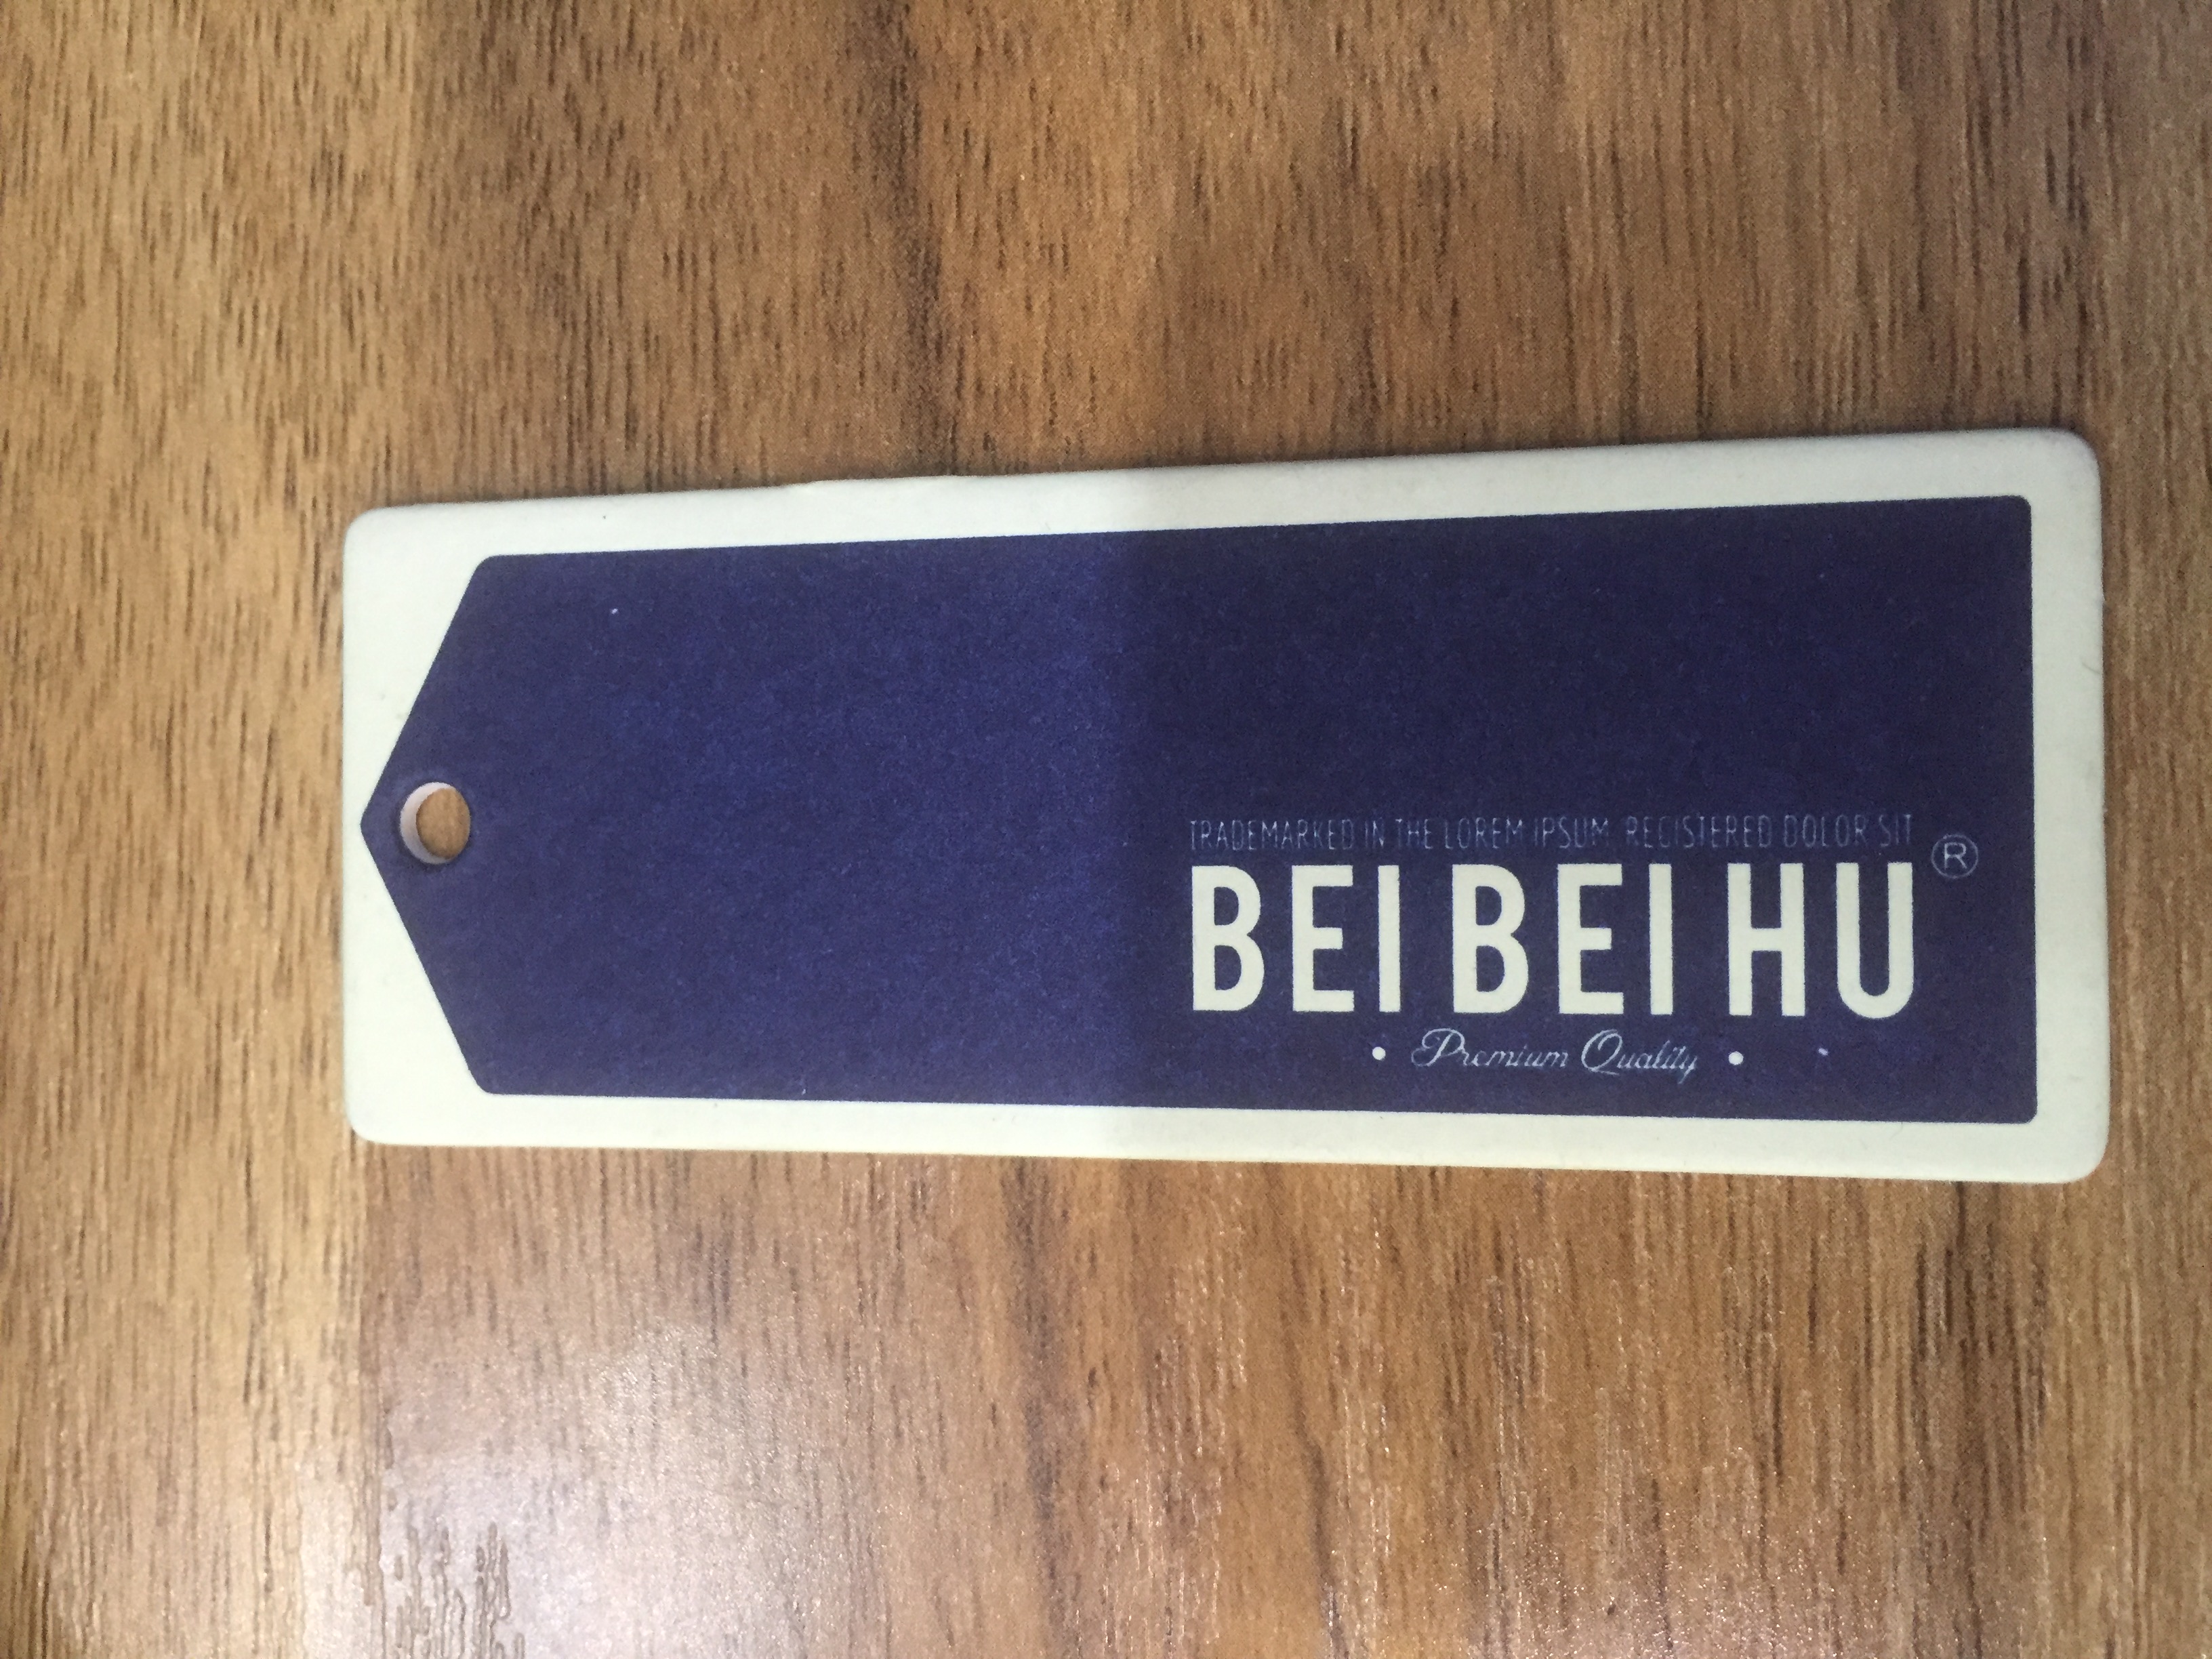 TRADEMARKED IN THE LOREM IPSUM, REGISTERED DOLOR SIT
BEI BEI HU ®
• Premium Quality •